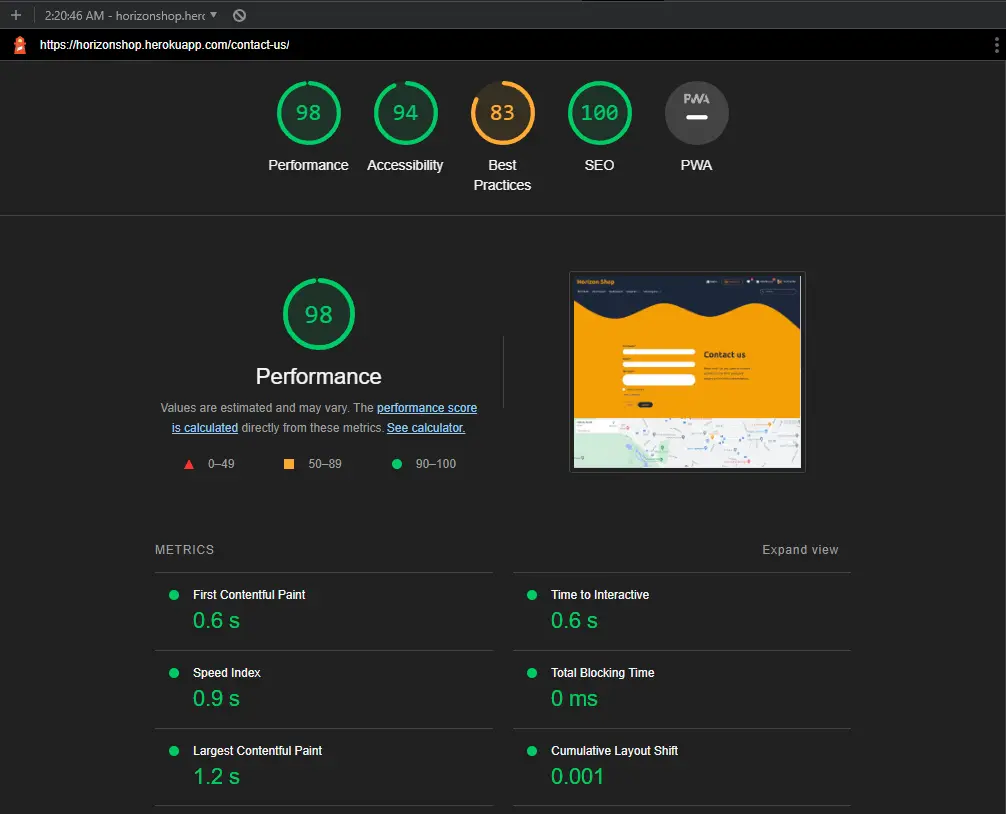 2:20:46 AM - horizonshop.herc
https://horizonshop.herokuapp.com/contact-us/
98
94
83
100
PWA
Performance
Accessibility
Best
Practices
SEO
PWA
98
Performance
Values are estimated and may vary. The performance score
is calculated directly from these metrics. See calculator.
0–49
50–89
90–100
Horizon Shop
Contact us
METRICS
Expand view
First Contentful Paint
0.6 s
Time to Interactive
0.6 s
Speed Index
0.9 s
Total Blocking Time
0 ms
Largest Contentful Paint
1.2 s
Cumulative Layout Shift
0.001